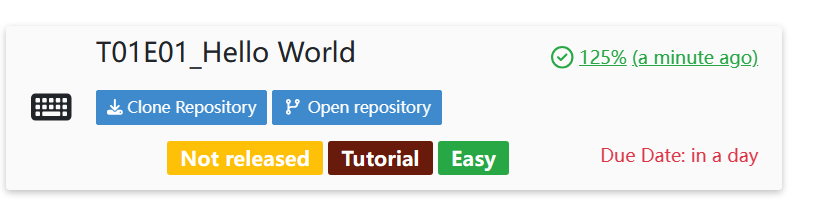 T01E01_Hello World
125% (a minute ago)
Clone Repository
Open repository
Not released
Tutorial
Easy
Due Date: in a day